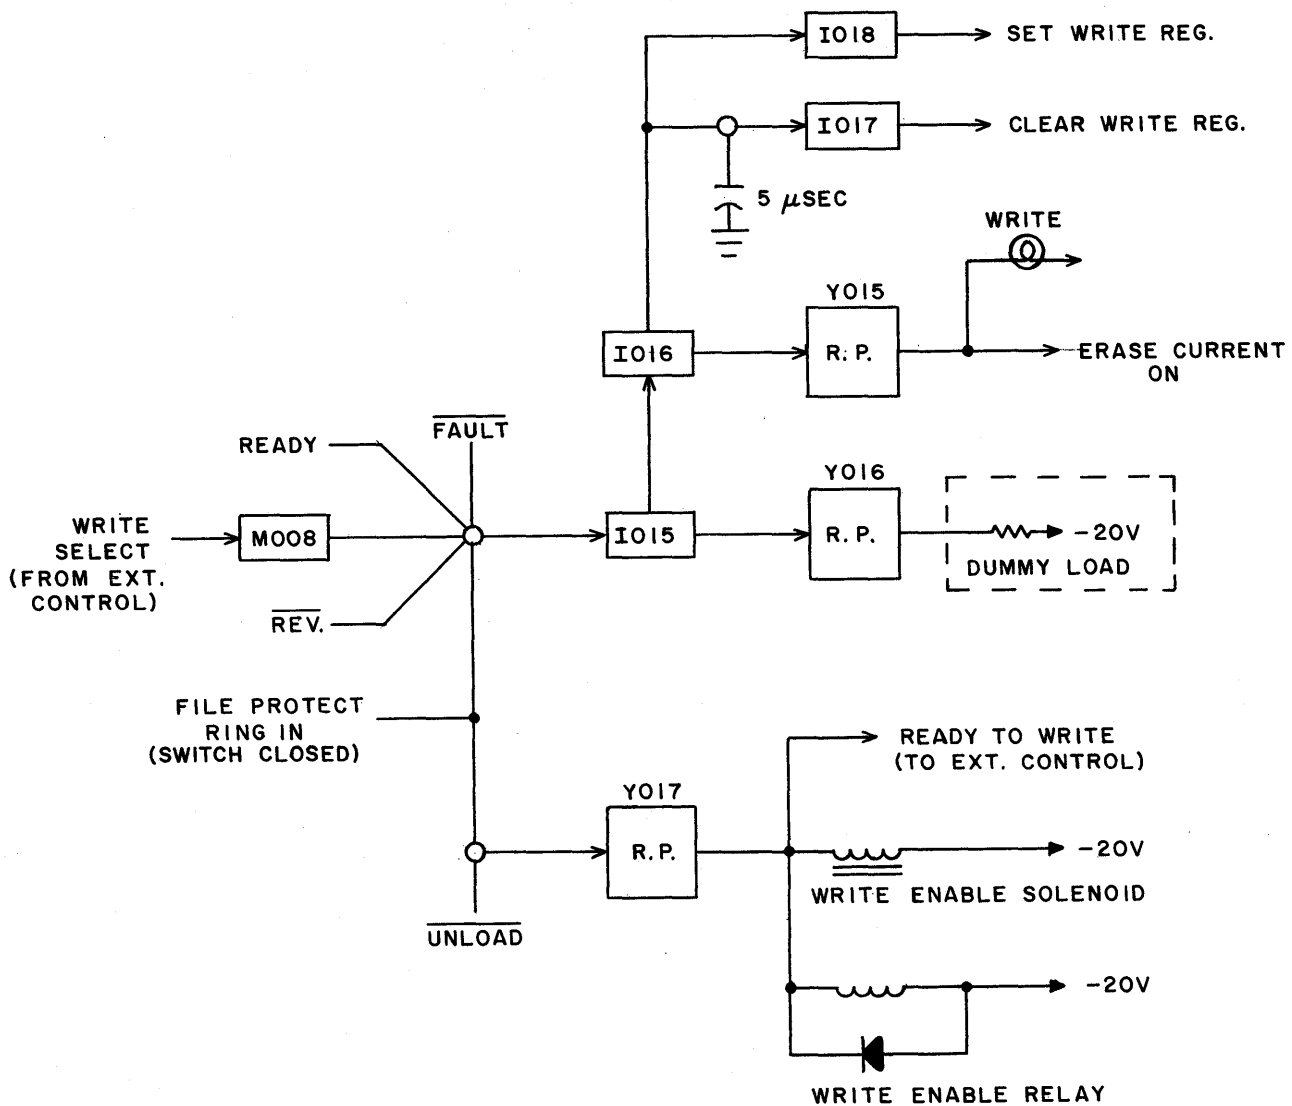 I018
SET WRITE REG.
I017
CLEAR WRITE REG.
5 μSEC
WRITE
Y015
I016
R.P.
ERASE CURRENT
ON
FAULT
READY
Y016
WRITE
SELECT
(FROM EXT.
CONTROL)
M008
I015
R.P.
-20V
DUMMY LOAD
REV.
FILE PROTECT
RING IN
(SWITCH CLOSED)
READY TO WRITE
(TO EXT. CONTROL)
Y017
R.P.
-20V
WRITE ENABLE SOLENOID
UNLOAD
-20V
WRITE ENABLE RELAY